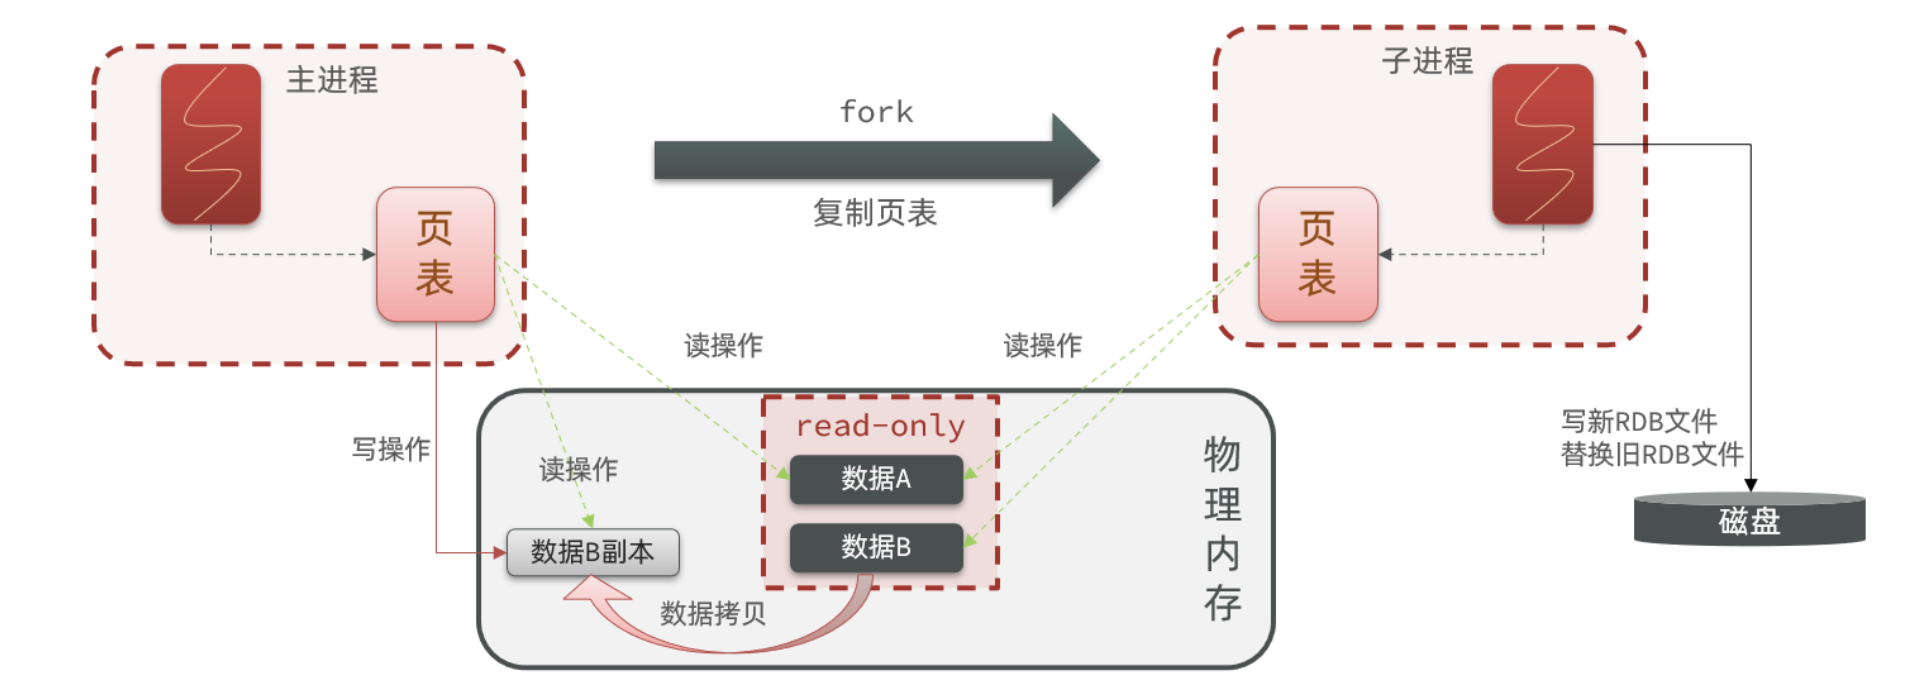 主进程
子进程
fork
复制页表
页
表
页
表
读操作
读操作
写操作
读操作
read-only
数据A
数据B
数据B副本
数据拷贝
物
理
内
存
写新RDB文件
替换旧RDB文件
磁盘